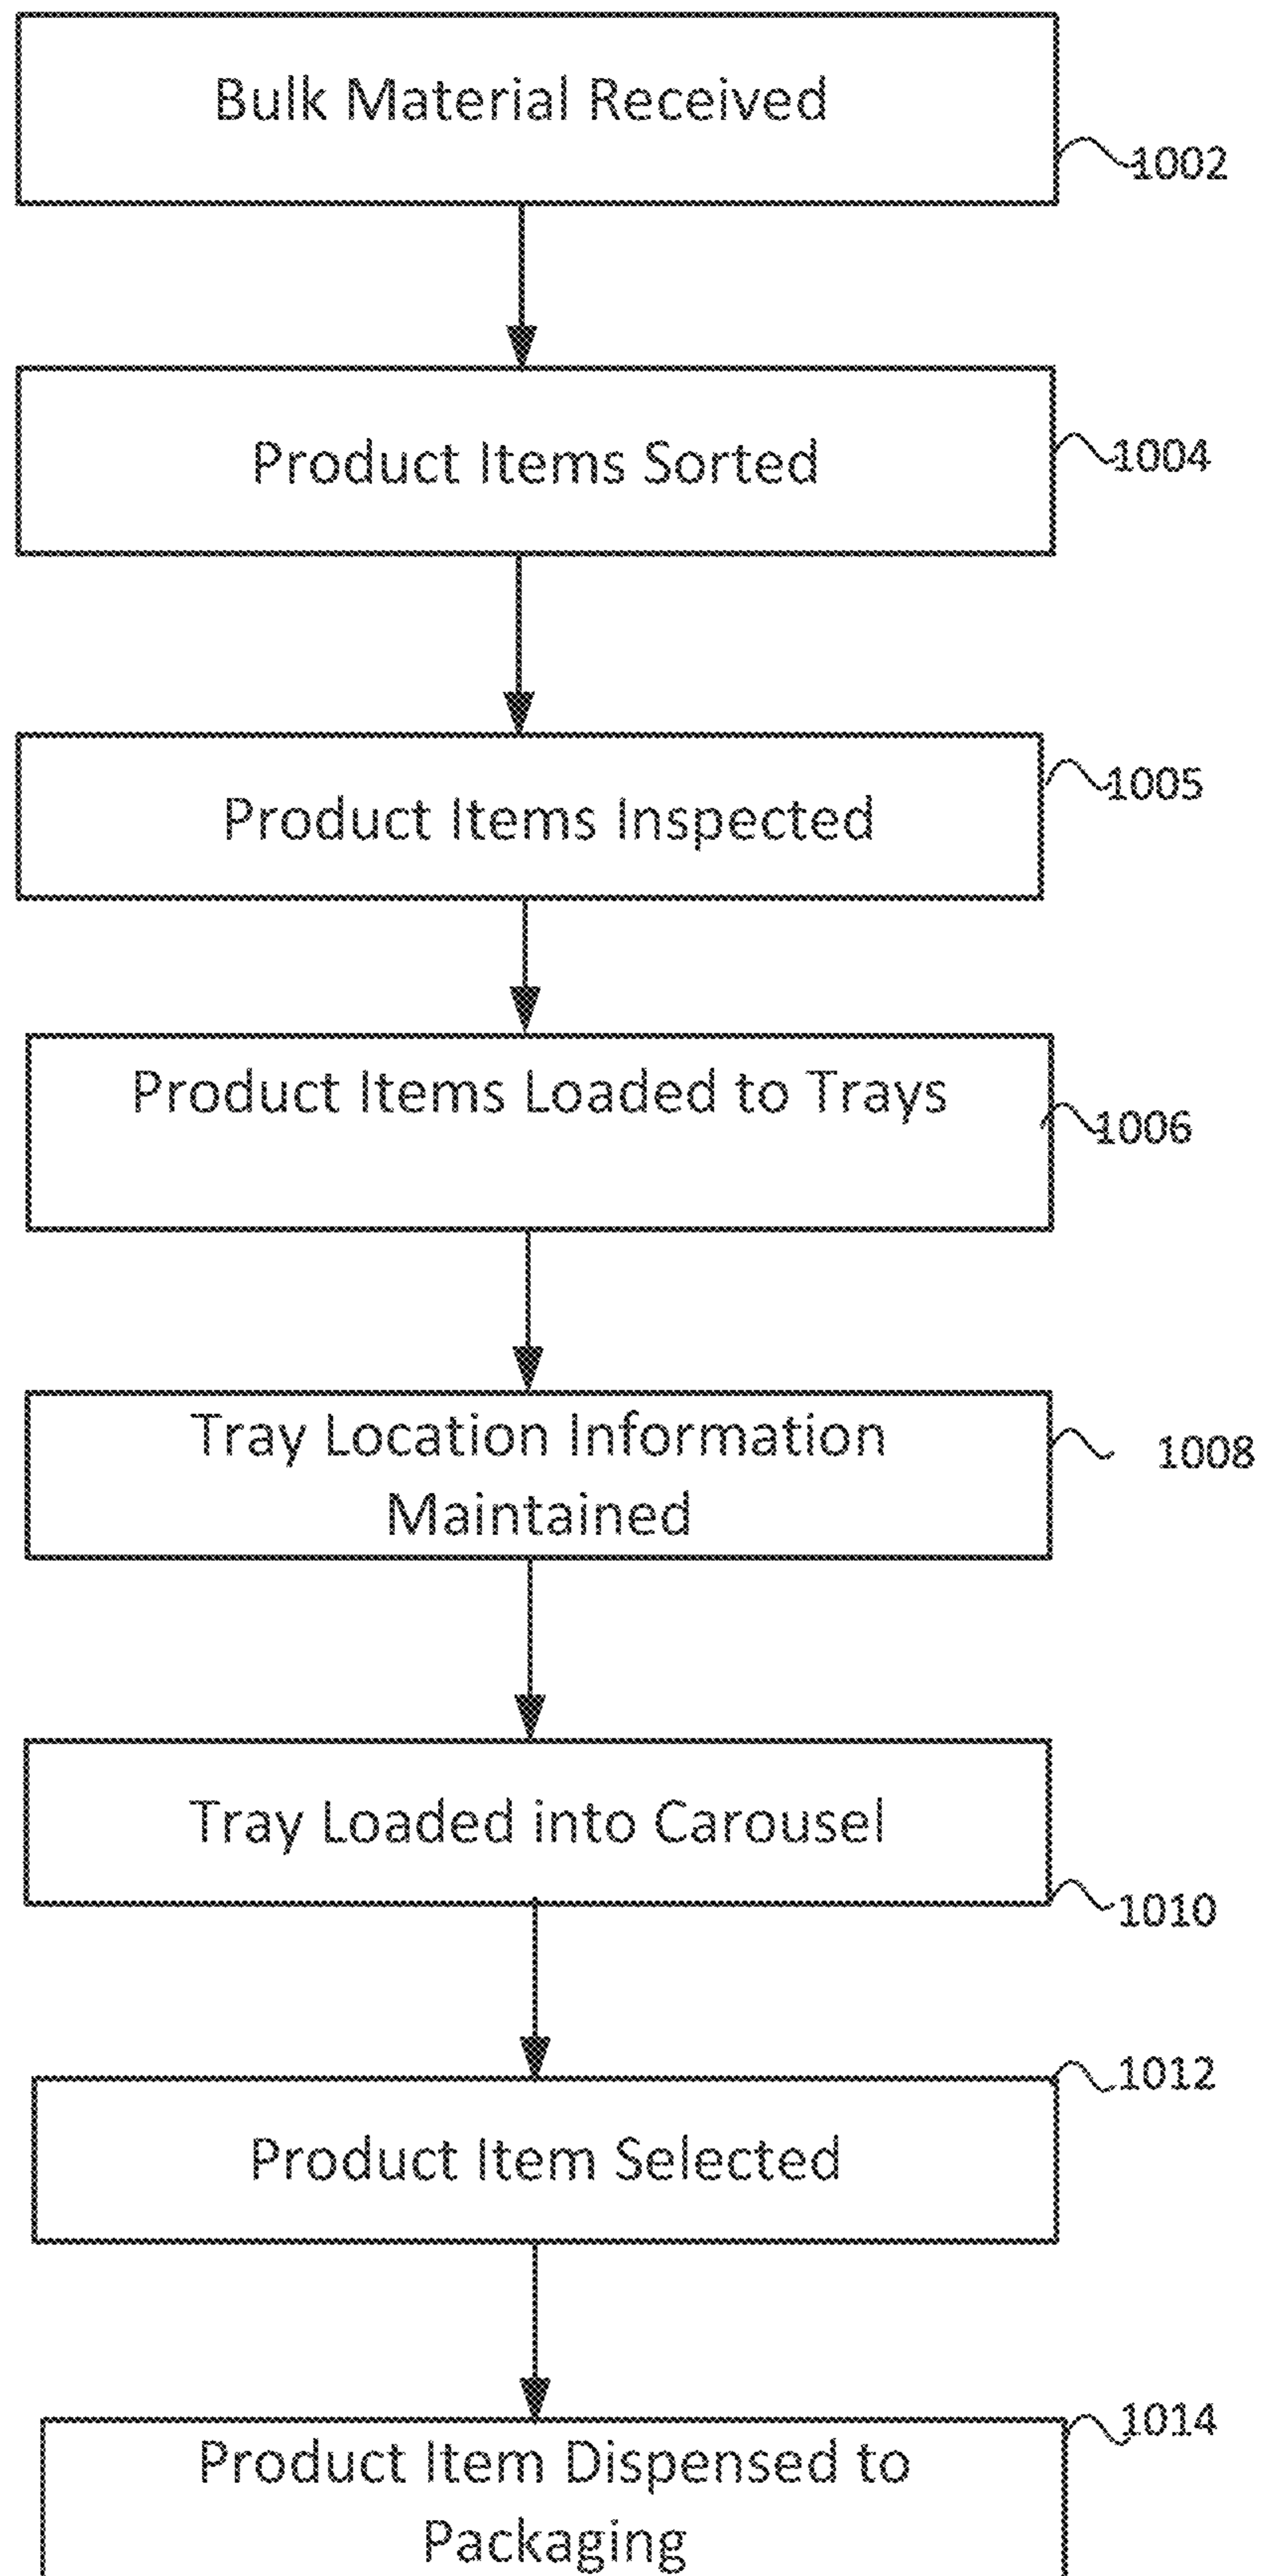 Bulk Material Received
1002
Product Items Sorted
1004
Product Items Inspected
1005
Product Items Loaded to Trays
1006
Tray Location Information
Maintained
1008
Tray Loaded into Carousel
1010
1012
Product Item Selected
1014
Product Item Dispensed to
Packaging